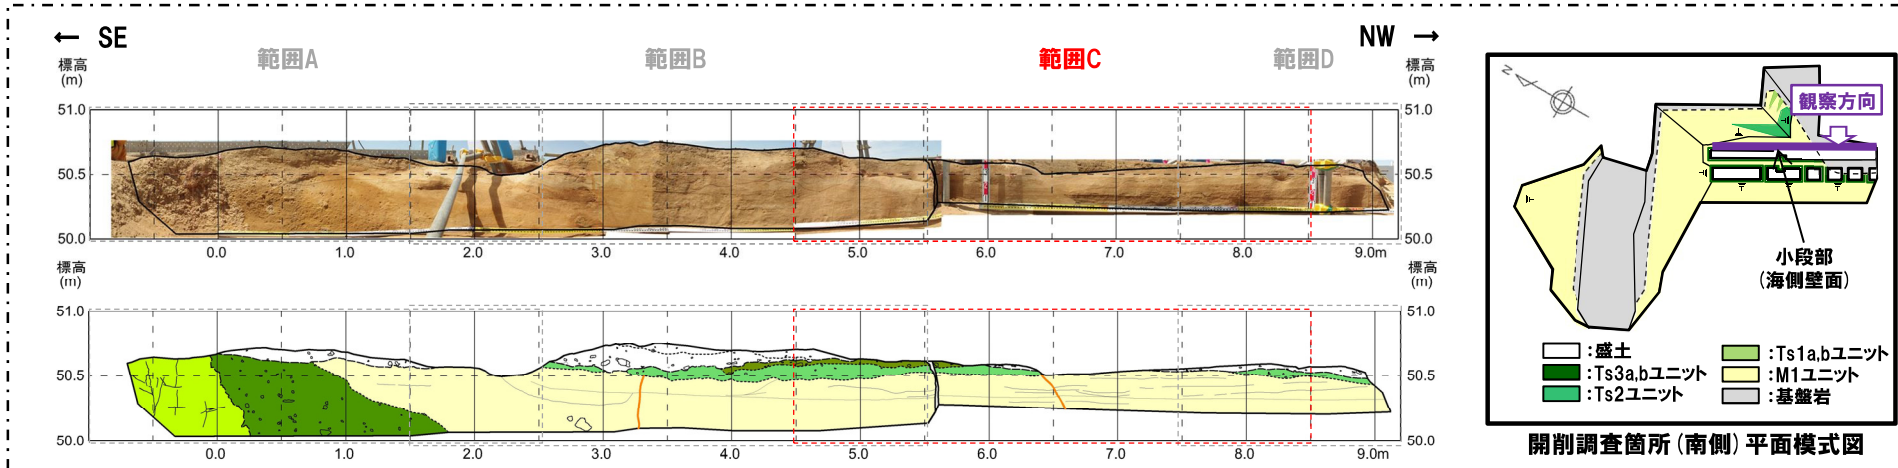 ← SE
NW →
範囲A
範囲B
範囲C
範囲D
標高
(m)
標高
(m)
51.0
51.0
50.5
50.5
50.0
50.0
0.0 1.0 2.0 3.0 4.0 5.0 6.0 7.0 8.0 9.0m
標高
(m)
標高
(m)
51.0
51.0
50.5
50.5
50.0
50.0
0.0 1.0 2.0 3.0 4.0 5.0 6.0 7.0 8.0 9.0m
N
観察方向
小段部
(海側壁面)
:盛土
:Ts3a,bユニット
:Ts2ユニット
:Ts1a,bユニット
:M1ユニット
:基盤岩
開削調査箇所(南側)平面模式図